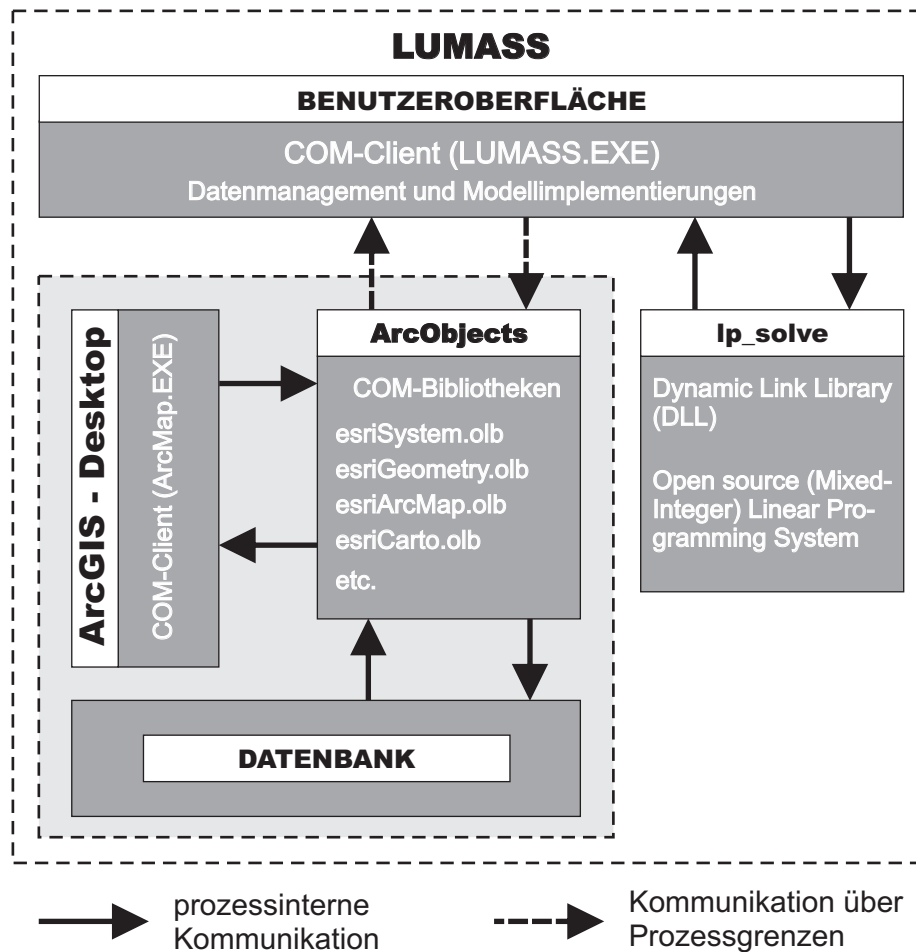 LUMASS
BENUTZEROBERFLÄCHE
COM-Client (LUMASS.EXE)
Datenmanagement und Modellimplementierungen
ArcGIS - Desktop
COM-Client (ArcMap.EXE)
ArcObjects
COM-Bibliotheken
esriSystem.olb
esriGeometry.olb
esriArcMap.olb
esriCarto.olb
etc.
lp_solve
Dynamic Link Library
(DLL)
Open source (Mixed-
Integer) Linear Pro-
gramming System
DATENBANK
prozessinterne
Kommunikation
Kommunikation über
Prozessgrenzen